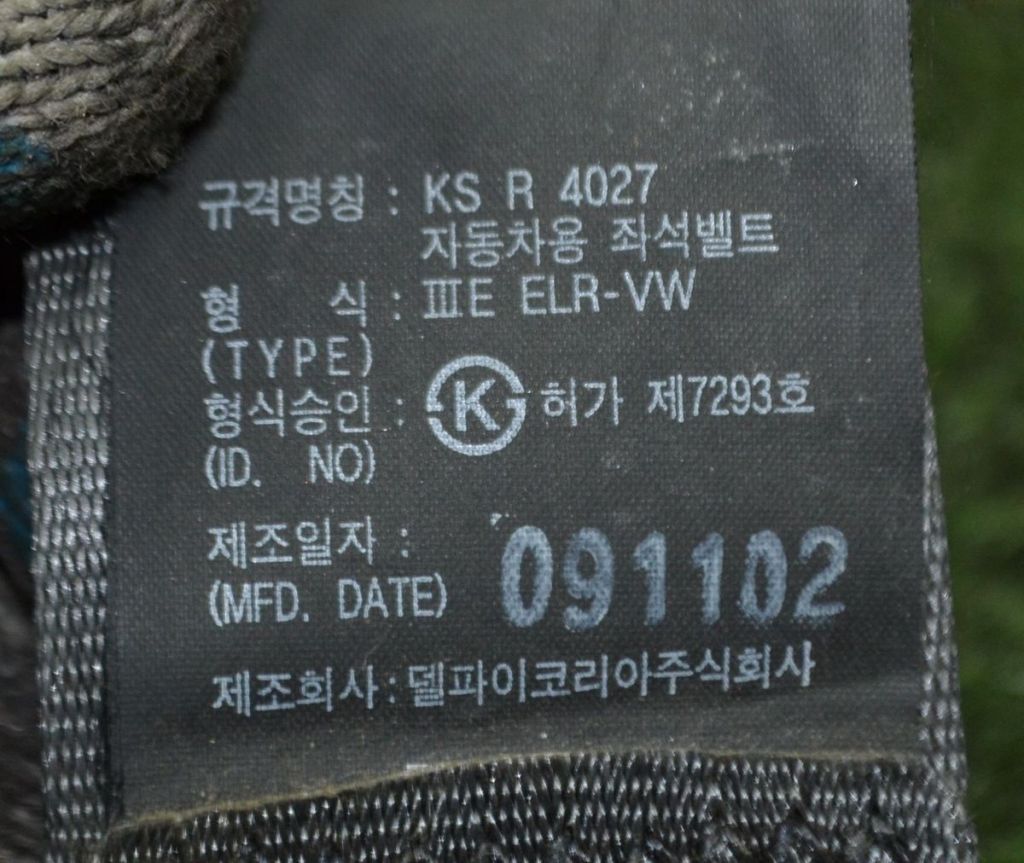 규격명칭 : KS R 4027
자동차용 좌석벨트
형 식 : ⅢE ELR-VW
(TYPE)
형식승인 : K 허가 제7293호
(ID. NO)
제조일자 : 091102
(MFD. DATE)
제조회사 : 델파이코리아주식회사